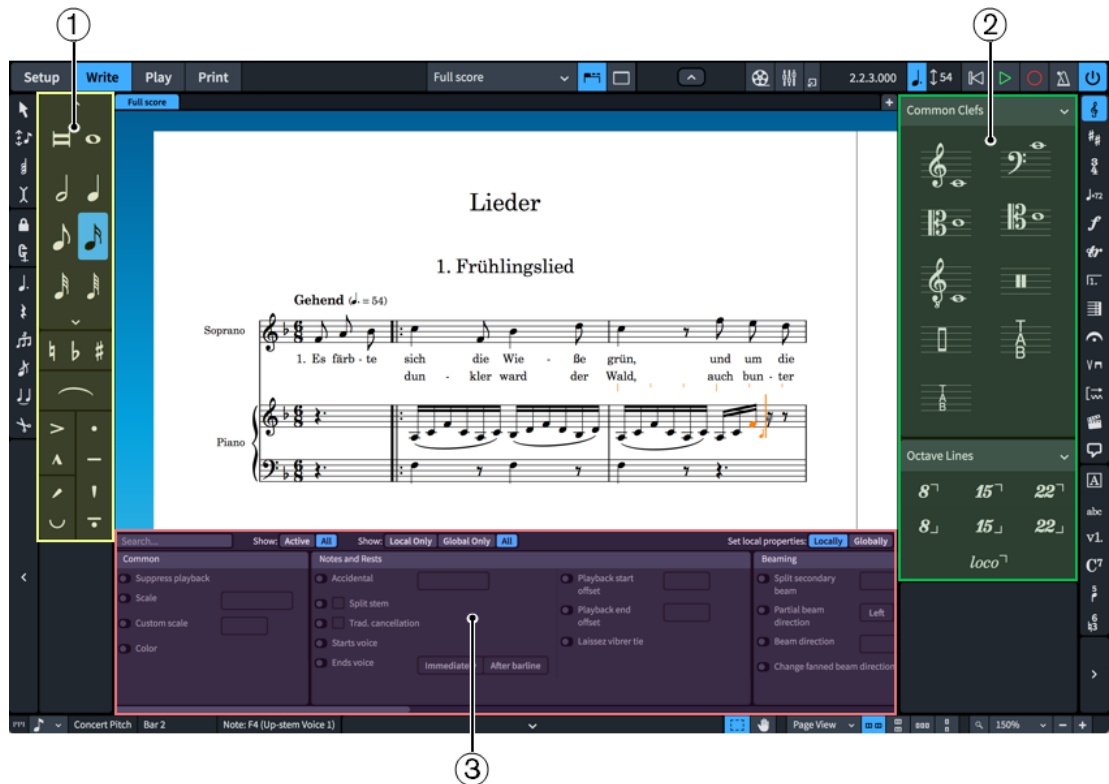 1
2
Setup Write Play Print Full score 2.2.3.000 54
Full score
Common Clefs
Lieder
1. Frühlingslied
Gehend (♩. = 54)
Soprano
1. Es färb - te sich die Wie - ße grün, und um die
dun - kler ward der Wald, auch bun - ter
Piano
T
A
B
T
A
B
Octave Lines
8 15 22
8 15 22
loco
♩=72
f
tr
1.
A
abc
v1.
C7
Search... Show: Active All Show: Local Only Global Only All Set local properties: Locally Globally
Common Notes and Rests Beaming
Suppress playback Accidental Playback start offset Split secondary beam
Scale Split stem Playback end offset Partial beam direction Left
Custom scale Trad. cancellation Laissez vibrer tie Beam direction
Color Starts voice Change fanned beam direction
Ends voice Immediately After barline
Concert Pitch Bar 2 Note: F4 (Up-stem Voice 1) Page View 150%
3